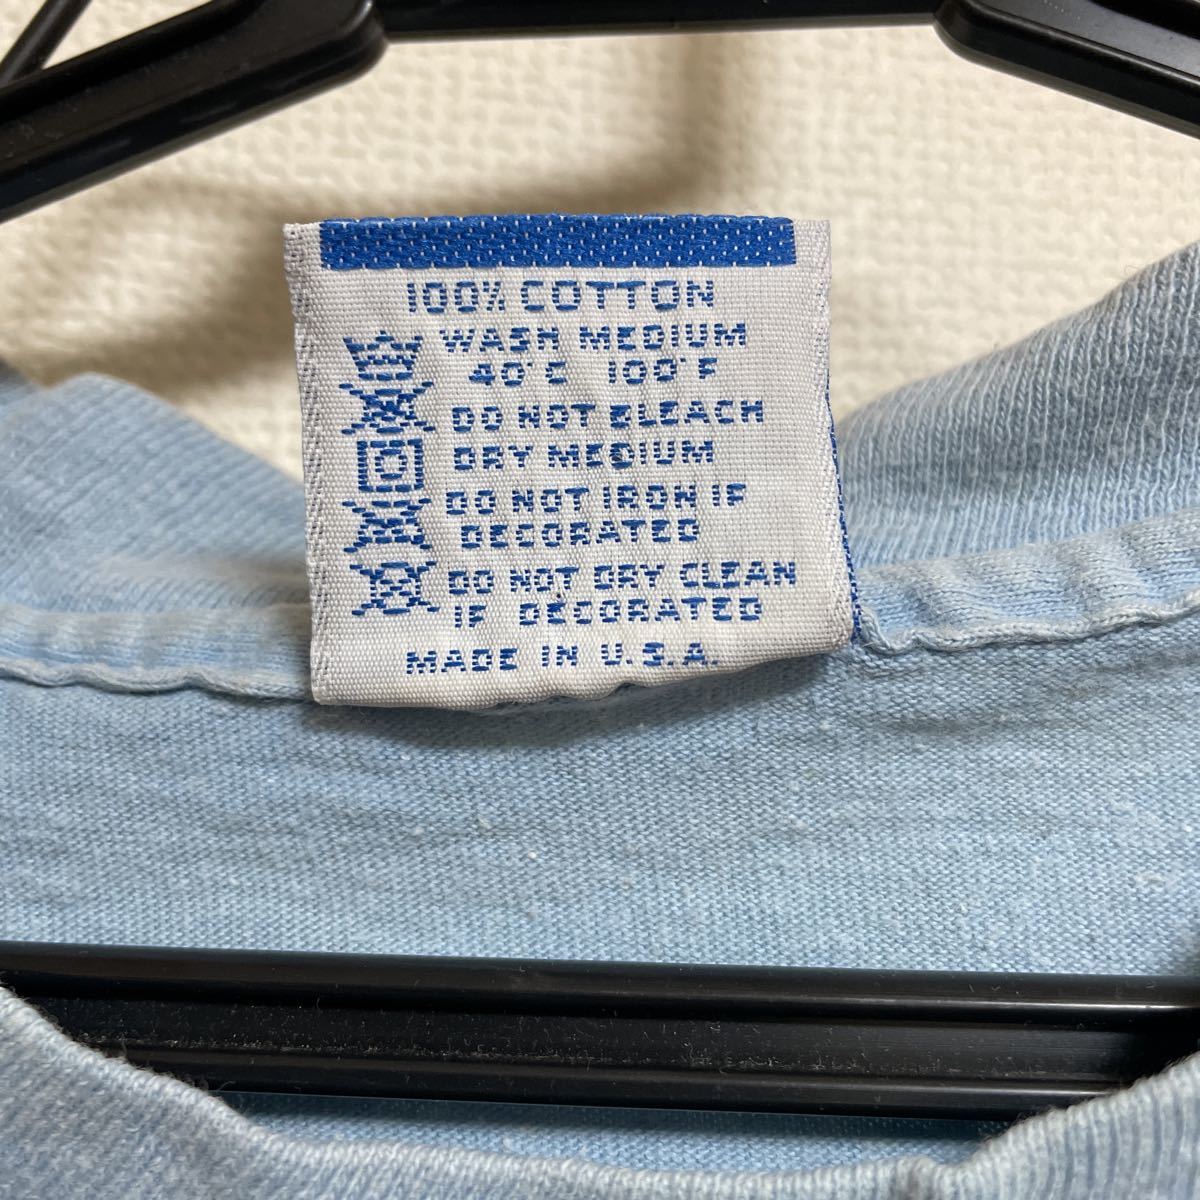 100% COTTON
WASH MEDIUM
40°C 100°F
DO NOT BLEACH
DRY MEDIUM
DO NOT IRON IF
DECORATED
DO NOT DRY CLEAN
IF DECORATED
MADE IN U.S.A.